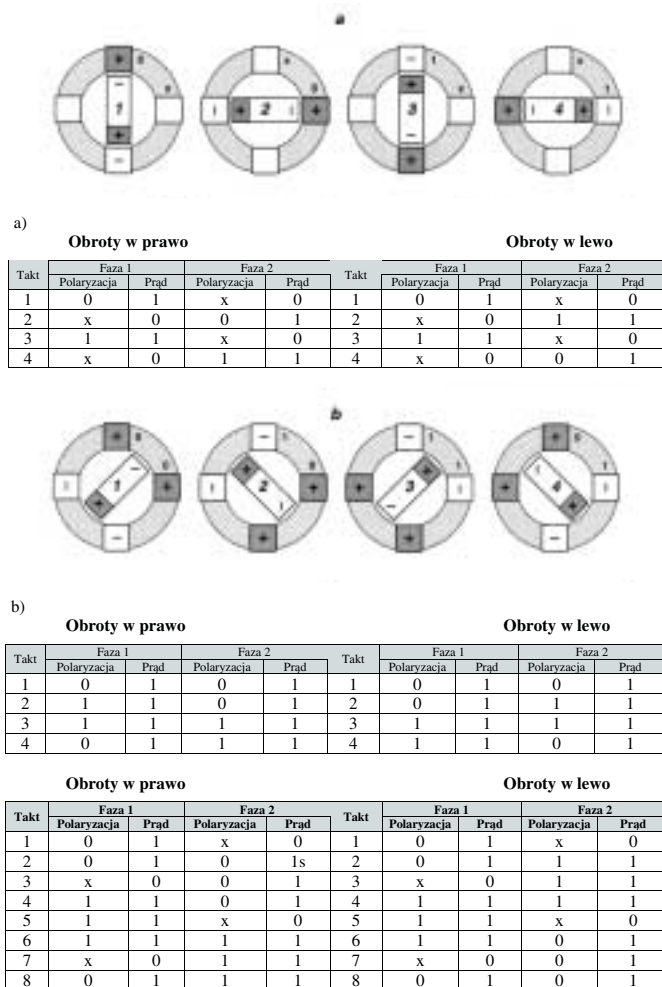 a
+ 0 + 1
– – + x
1 2 3 4
+ – – +
a)
Obroty w prawo Obroty w lewo
Takt Faza 1 Faza 2 Takt Faza 1 Faza 2
Polaryzacja Prąd Polaryzacja Prąd Polaryzacja Prąd Polaryzacja Prąd
1 0 1 x 0 1 0 1 x 0
2 x 0 0 1 2 x 0 1 1
3 1 1 x 0 3 1 1 x 0
4 x 0 1 1 4 x 0 0 1
b
1 2 3 4
b)
Obroty w prawo Obroty w lewo
Takt Faza 1 Faza 2 Takt Faza 1 Faza 2
Polaryzacja Prąd Polaryzacja Prąd Polaryzacja Prąd Polaryzacja Prąd
1 0 1 0 1 1 0 1 0 1
2 1 1 0 1 2 0 1 1 1
3 1 1 1 1 3 1 1 1 1
4 0 1 1 1 4 1 1 0 1
Obroty w prawo Obroty w lewo
Takt Faza 1 Faza 2 Takt Faza 1 Faza 2
Polaryzacja Prąd Polaryzacja Prąd Polaryzacja Prąd Polaryzacja Prąd
1 0 1 x 0 1 0 1 x 0
2 0 1 0 1s 2 0 1 1 1
3 x 0 0 1 3 x 0 1 1
4 1 1 0 1 4 1 1 1 1
5 1 1 x 0 5 1 1 x 0
6 1 1 1 1 6 1 1 0 1
7 x 0 1 1 7 x 0 0 1
8 0 1 1 1 8 0 1 0 1